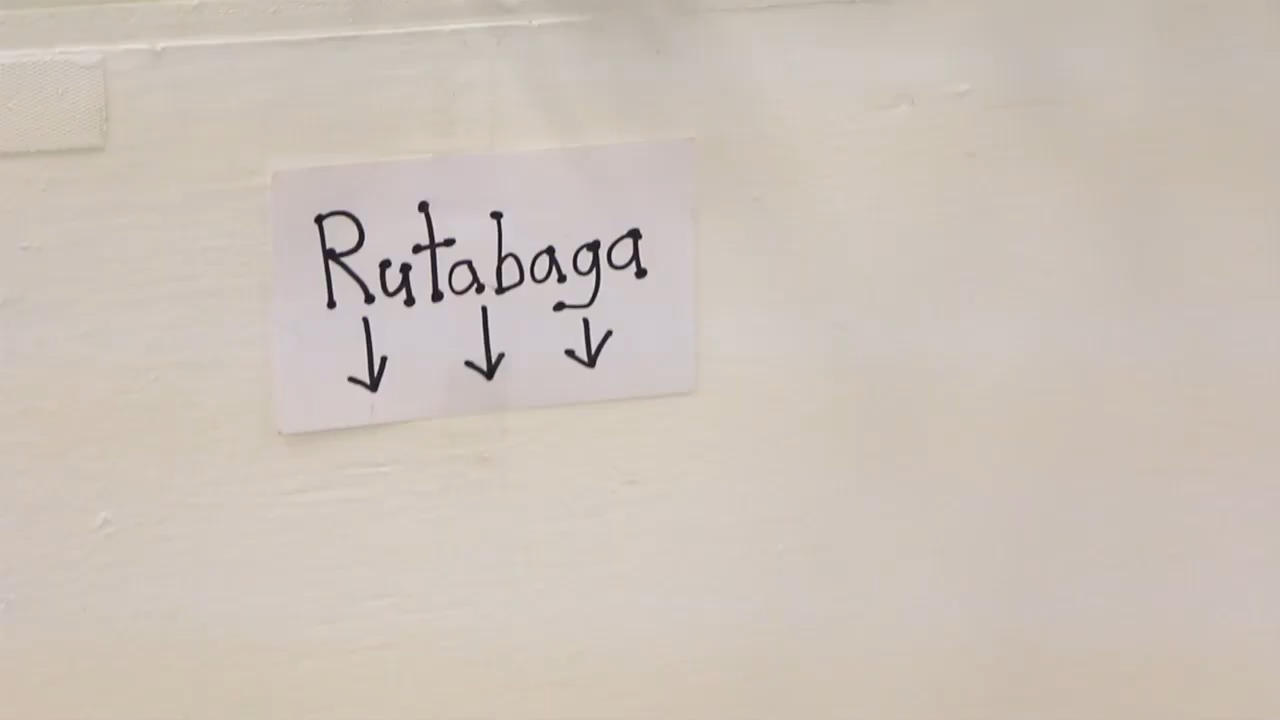 Rutabaga
↓ ↓ ↓